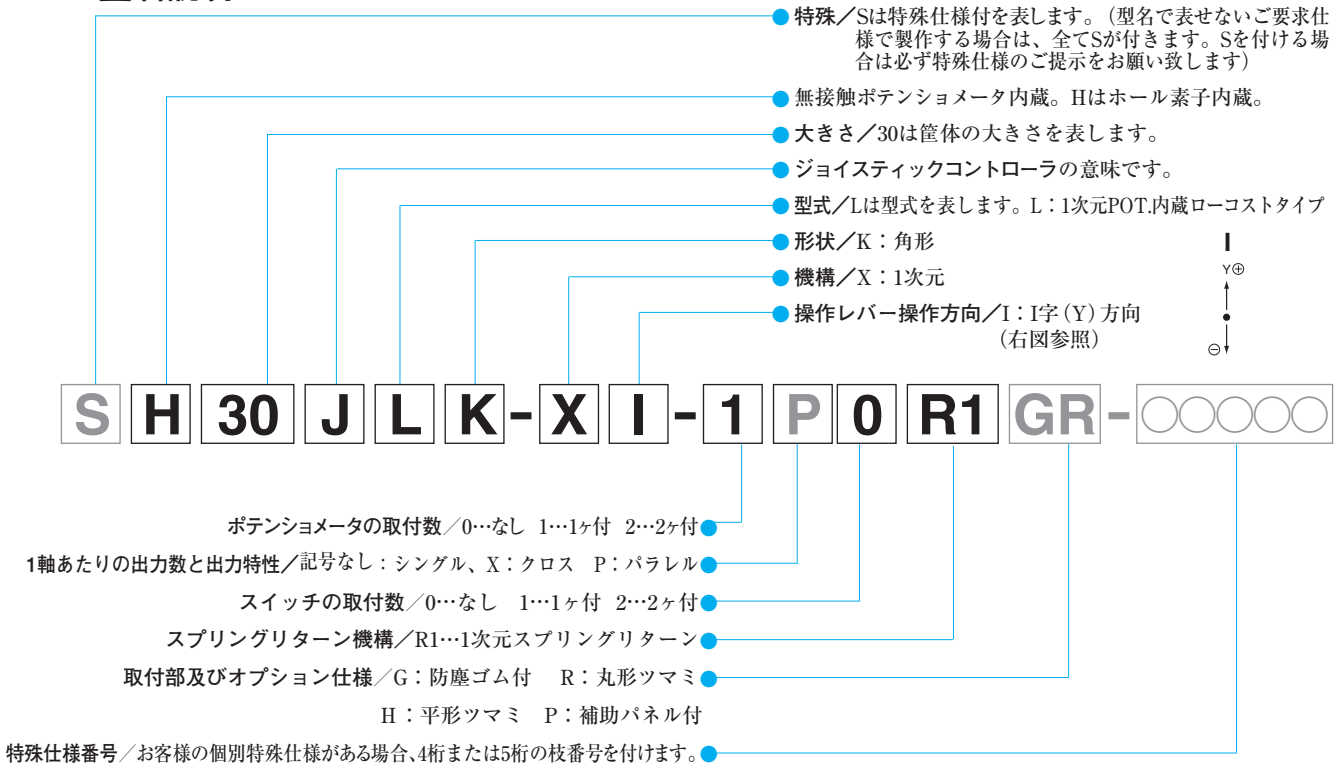 特殊／Sは特殊仕様付を表します。（型名で表せないご要求仕
様で製作する場合は、全てSが付きます。Sを付ける場
合は必ず特殊仕様のご提示をお願い致します）
無接触ポテンショメータ内蔵。Hはホール素子内蔵。
大きさ／30は筐体の大きさを表します。
ジョイスティックコントローラの意味です。
型式／Lは型式を表します。L：1次元POT.内蔵ローコストタイプ
形状／K：角形
機構／X：1次元
操作レバー操作方向／I：I字（Y）方向
（右図参照）
I
Y⊕
⊖
S H 30 J L K-X I-1 P 0 R1 GR-○○○○○
ポテンショメータの取付数／0…なし 1…1ヶ付 2…2ヶ付
1軸あたりの出力数と出力特性／記号なし：シングル、X：クロス P：パラレル
スイッチの取付数／0…なし 1…1ヶ付 2…2ヶ付
スプリングリターン機構／R1…1次元スプリングリターン
取付部及びオプション仕様／G：防塵ゴム付 R：丸形ツマミ
H：平形ツマミ P：補助パネル付
特殊仕様番号／お客様の個別特殊仕様がある場合、4桁または5桁の枝番号を付けます。